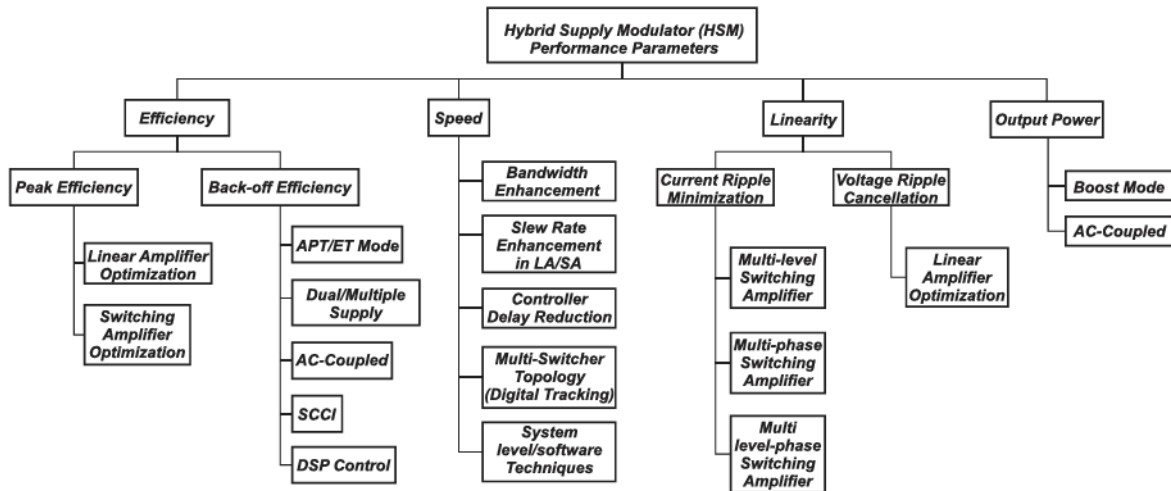 Hybrid Supply Modulator (HSM)
Performance Parameters
Efficiency
Speed
Linearity
Output Power
Peak Efficiency
Back-off Efficiency
Linear Amplifier
Optimization
Switching
Amplifier
Optimization
APT/ET Mode
Dual/Multiple
Supply
AC-Coupled
SCCI
DSP Control
Bandwidth
Enhancement
Slew Rate
Enhancement
in LA/SA
Controller
Delay Reduction
Multi-Switcher
Topology
(Digital Tracking)
System
level/software
Techniques
Current Ripple
Minimization
Voltage Ripple
Cancellation
Multi-level
Switching
Amplifier
Multi-phase
Switching
Amplifier
Multi
level-phase
Switching
Amplifier
Linear
Amplifier
Optimization
Boost Mode
AC-Coupled